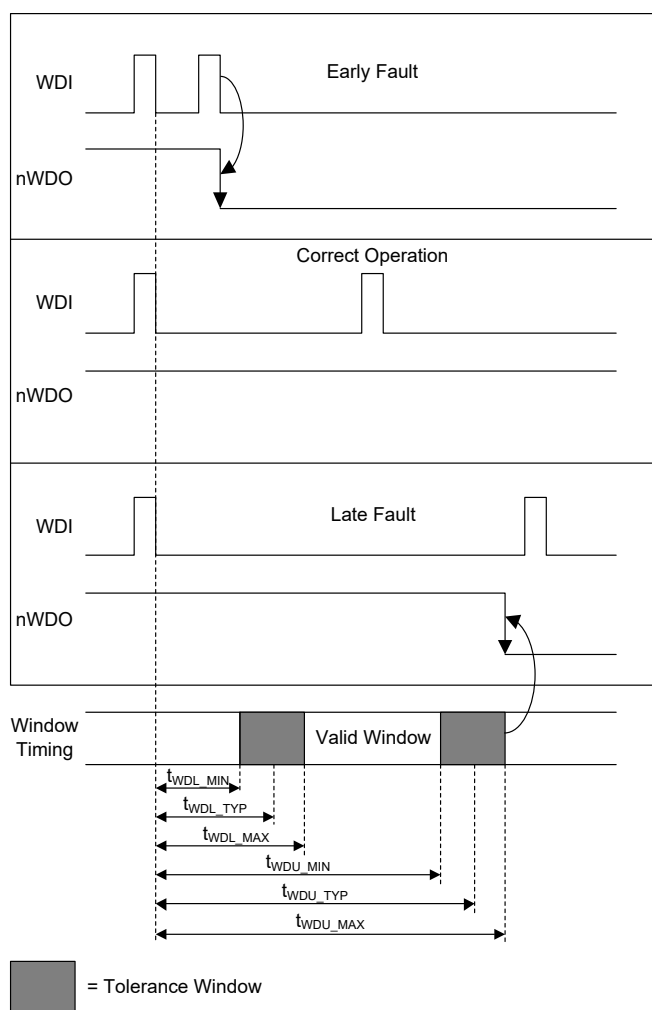 Early Fault
WDI
nWDO
Correct Operation
WDI
nWDO
Late Fault
WDI
nWDO
Window
Timing
Valid Window
tWDL_MIN
tWDL_TYP
tWDL_MAX
tWDU_MIN
tWDU_TYP
tWDU_MAX
= Tolerance Window